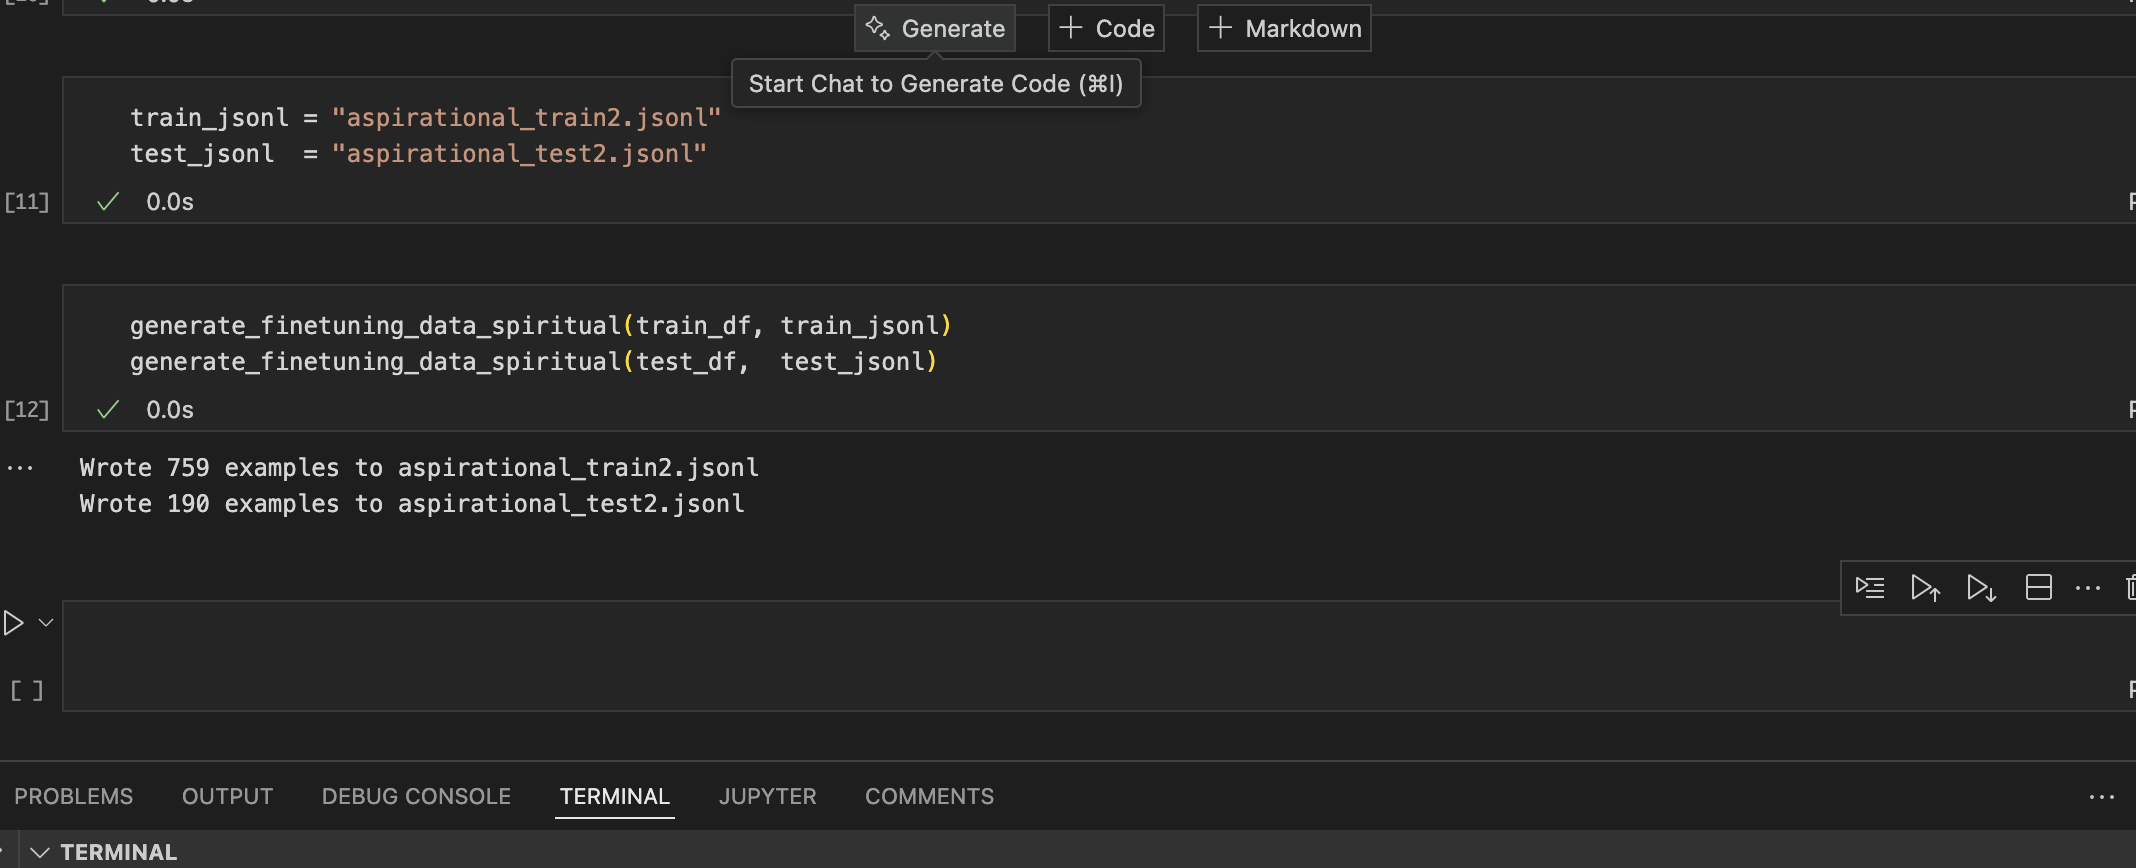 Generate
Code
Markdown
Start Chat to Generate Code (⌘I)
train_jsonl = "aspirational_train2.jsonl"
test_jsonl  = "aspirational_test2.jsonl"
[11]
0.0s
generate_finetuning_data_spiritual(train_df, train_jsonl)
generate_finetuning_data_spiritual(test_df,  test_jsonl)
[12]
0.0s
Wrote 759 examples to aspirational_train2.jsonl
Wrote 190 examples to aspirational_test2.jsonl
[ ]
PROBLEMS OUTPUT DEBUG CONSOLE TERMINAL JUPYTER COMMENTS
TERMINAL